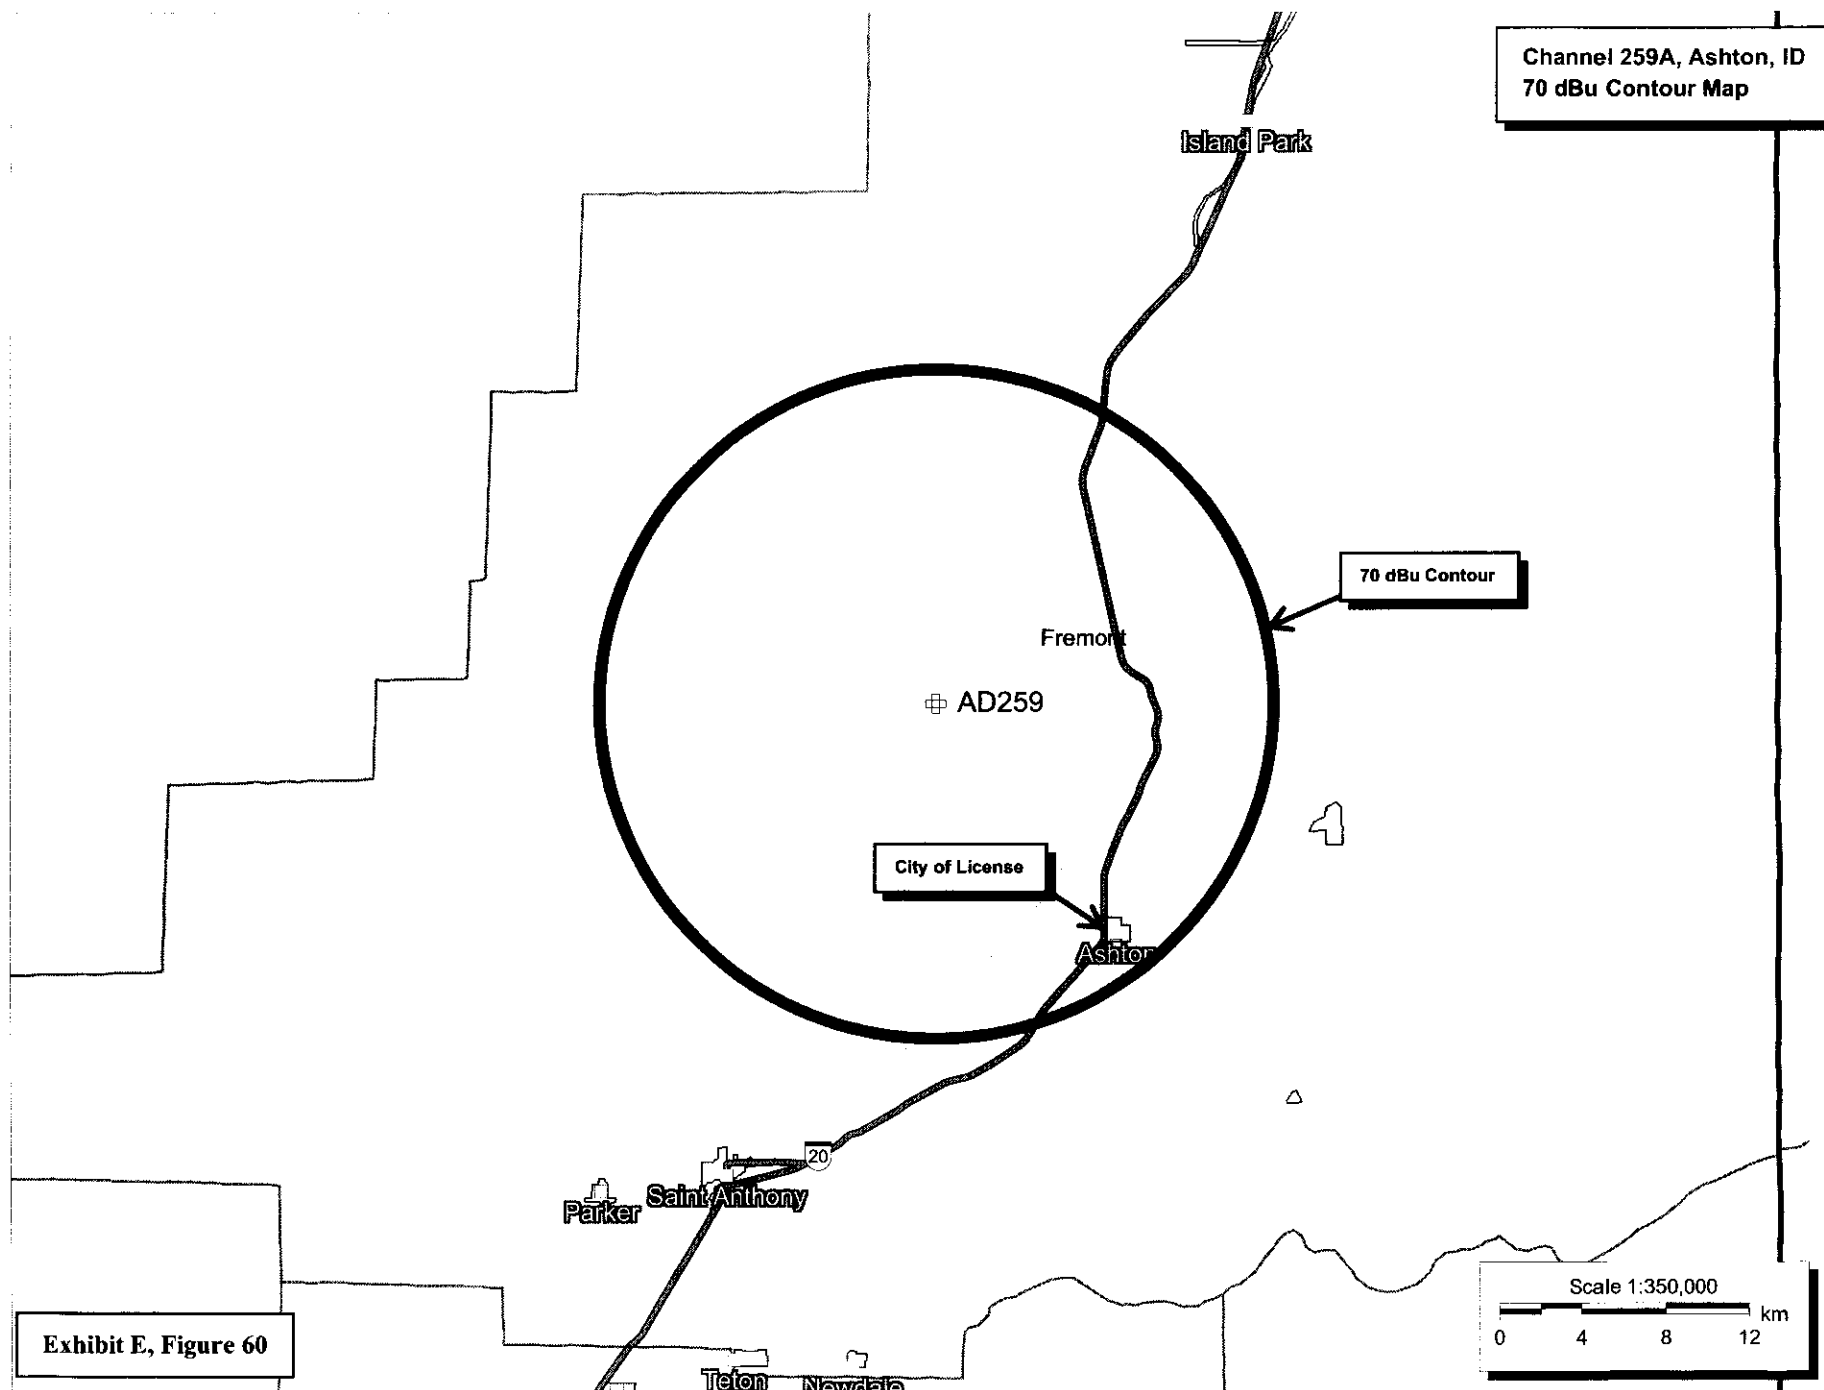 Channel 259A, Ashton, ID
70 dBu Contour Map
Island Park
70 dBu Contour
Fremont
AD259
City of License
Ashton
20
Saint Anthony
Parker
Scale 1:350,000
km
0 4 8 12
Exhibit E, Figure 60
Teton
Newdale